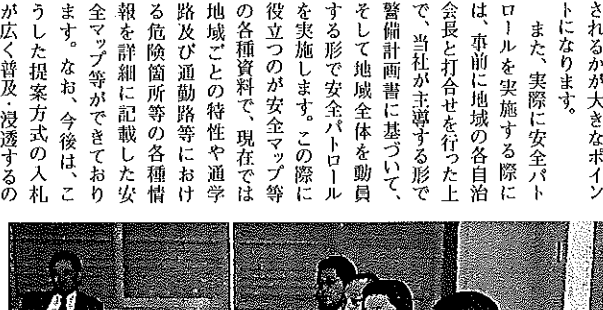 されるかが大きなポイン
トになります。
また、実際に安全パト
ロールを実施する際に
は、事前に地域の各自治
会長と打合せを行った上
で、当社が主導する形で
警備計画書に基づいて、
そして地域全体を動員
する形で安全パトロール
を実施します。この際に
役立つのが安全マップ等
の各種資料で、現在では
地域ごとの特性や通学
路及び通勤路等におけ
る危険箇所等の各種情
報を詳細に記載した安
全マップ等ができており
ます。なお、今後は、こ
うした提案方式の入札
が広く普及・浸透するの